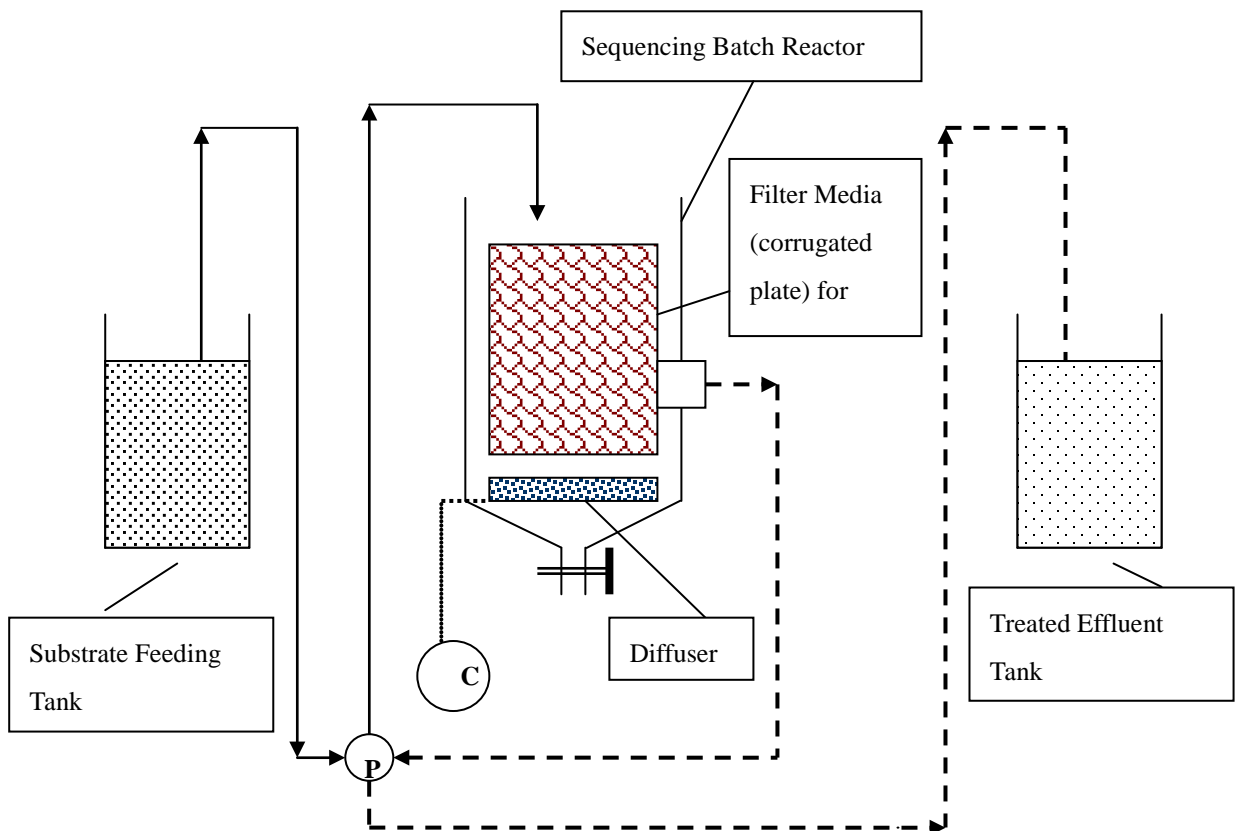 Sequencing Batch Reactor
Filter Media
(corrugated
plate) for
Substrate Feeding
Tank
C
Diffuser
Treated Effluent
Tank
P